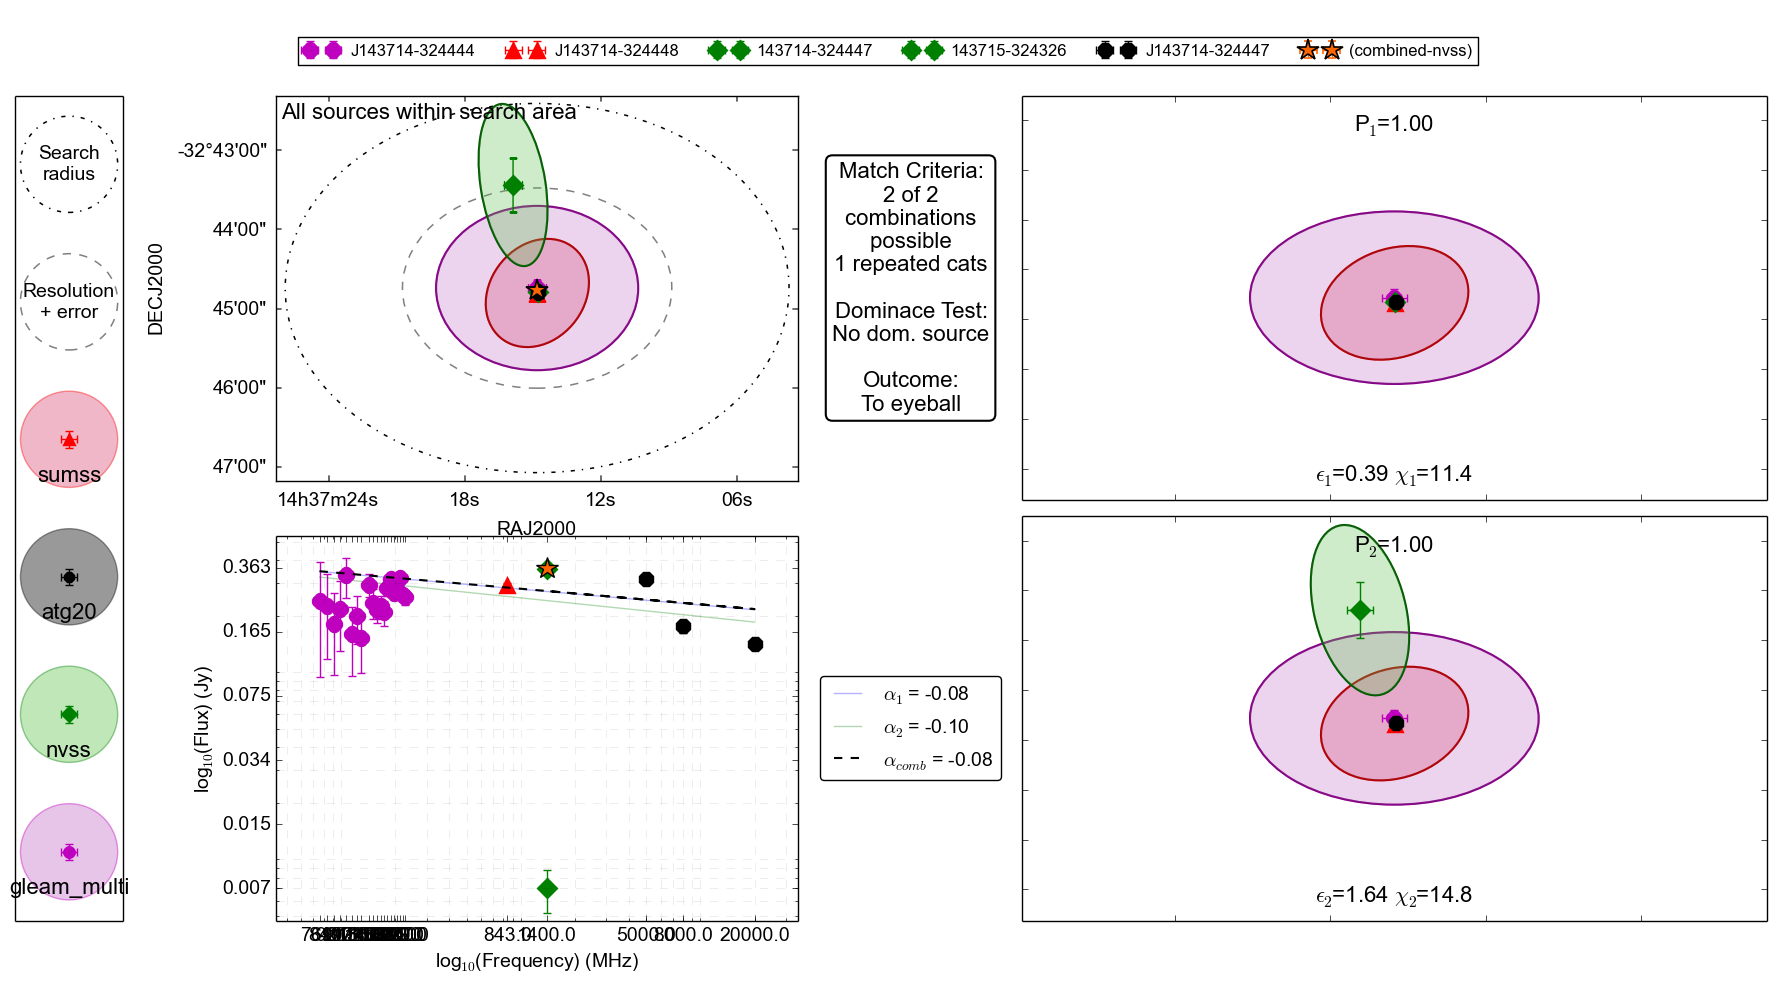 J143714-324444 J143714-324448 143714-324447 143715-324326 J143714-324447 (combined-nvss)
Search
radius
Resolution
+ error
sumss
atg20
nvss
gleam_multi
All sources within search area
DECJ2000
-32°43'00"
44'00"
45'00"
46'00"
47'00"
14h37m24s 18s 12s 06s
RAJ2000
Match Criteria:
2 of 2
combinations
possible
1 repeated cats
Dominace Test:
No dom. source
Outcome:
To eyeball
P1=1.00
ϵ1=0.39 χ1=11.4
log10(Flux) (Jy)
0.363
0.165
0.075
0.034
0.015
0.007
843.0 1400.0 5000.0 8000.0 20000.0
log10(Frequency) (MHz)
α1 = -0.08
α2 = -0.10
αcomb = -0.08
P2=1.00
ϵ2=1.64 χ2=14.8